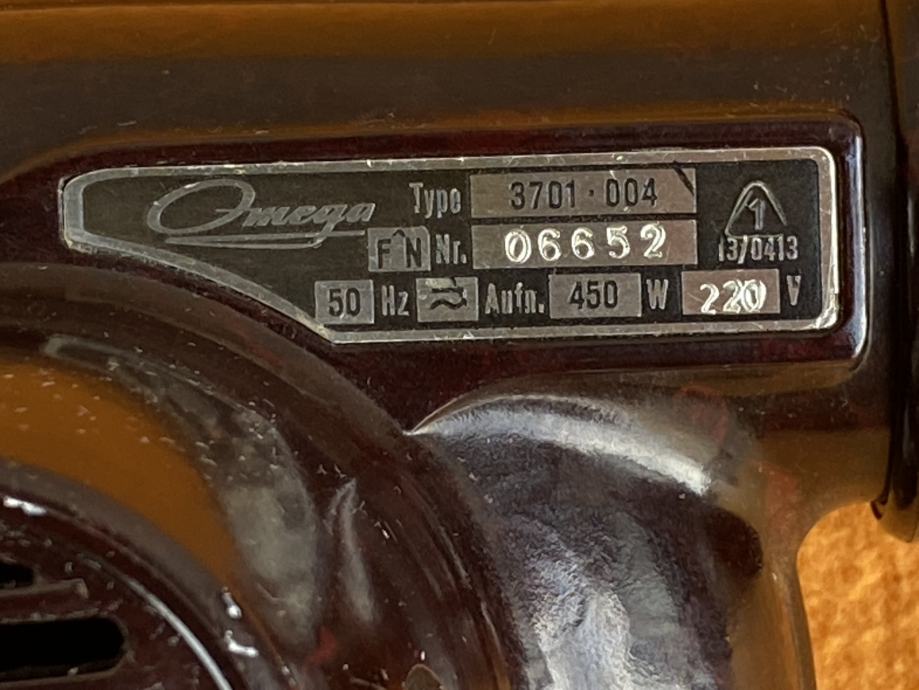 Omega Type 3701·004
FN Nr. 06652
1
13/0413
50 Hz Aufn. 450 W 220 V